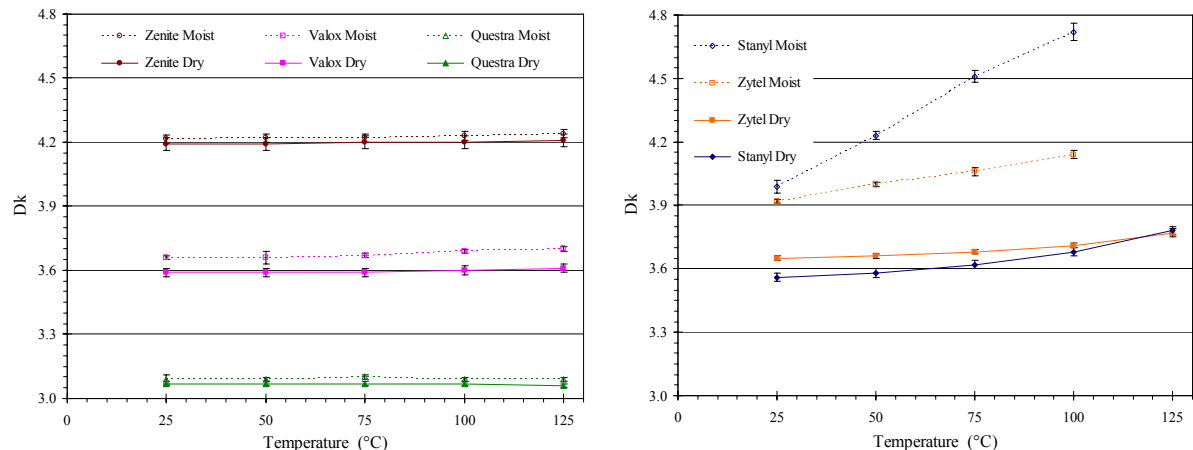 4.8
4.5
4.2
3.9
3.6
3.3
3.0
Dk
Zenite Moist
Valox Moist
Questra Moist
Zenite Dry
Valox Dry
Questra Dry
0
25
50
75
100
125
Temperature (°C)
4.8
4.5
4.2
3.9
3.6
3.3
3.0
Dk
Stanyl Moist
Zytel Moist
Zytel Dry
Stanyl Dry
0
25
50
75
100
125
Temperature (°C)